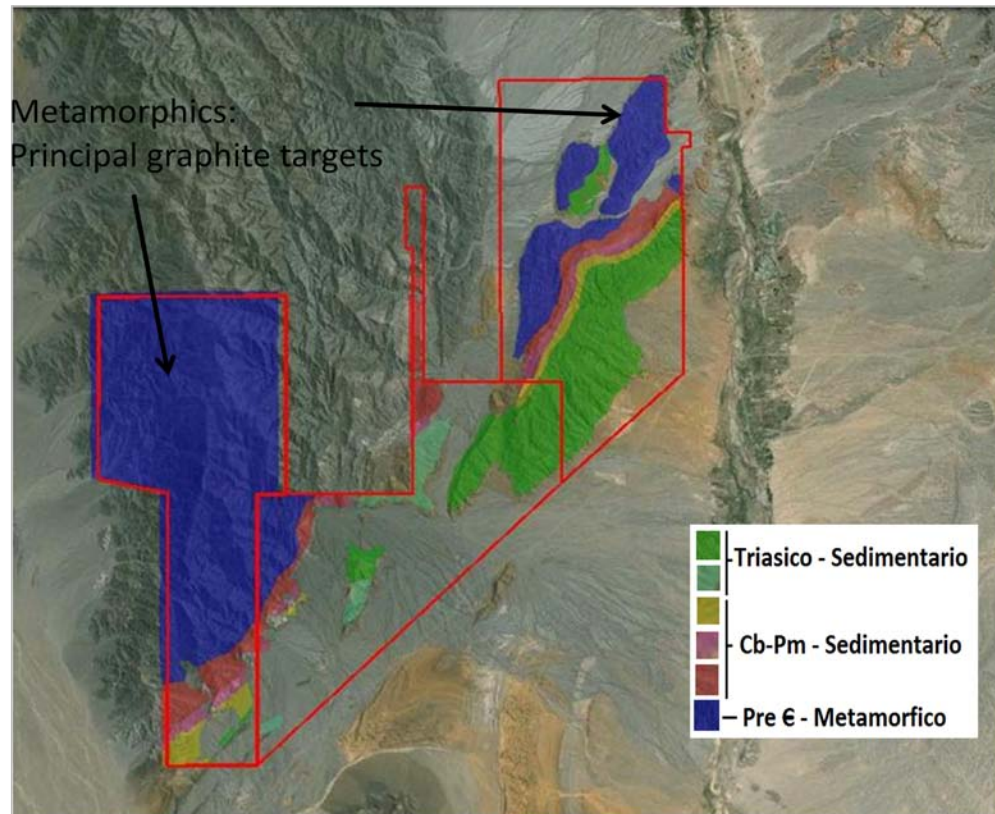 Metamorphics:
Principal graphite targets
Triasico - Sedimentario
Cb-Pm - Sedimentario
Pre € - Metamorfico